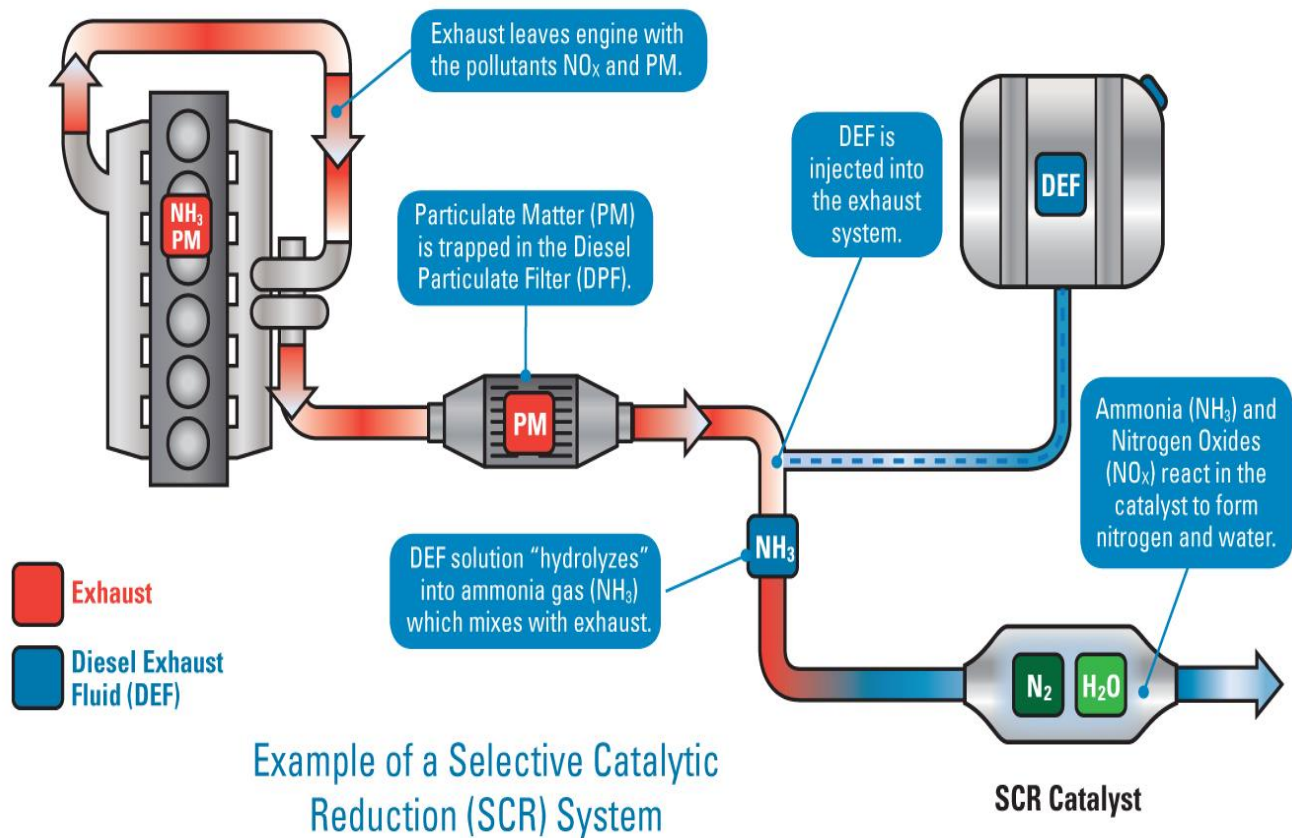 Exhaust leaves engine with
the pollutants NOx and PM.
DEF is
injected into
the exhaust
system.
DEF
NH₃
PM
Particulate Matter (PM)
is trapped in the Diesel
Particulate Filter (DPF).
PM
Ammonia (NH₃) and
Nitrogen Oxides
(NOx) react in the
catalyst to form
nitrogen and water.
DEF solution “hydrolyzes”
into ammonia gas (NH₃)
which mixes with exhaust.
NH₃
Exhaust
Diesel Exhaust
Fluid (DEF)
N₂
H₂O
SCR Catalyst
Example of a Selective Catalytic
Reduction (SCR) System